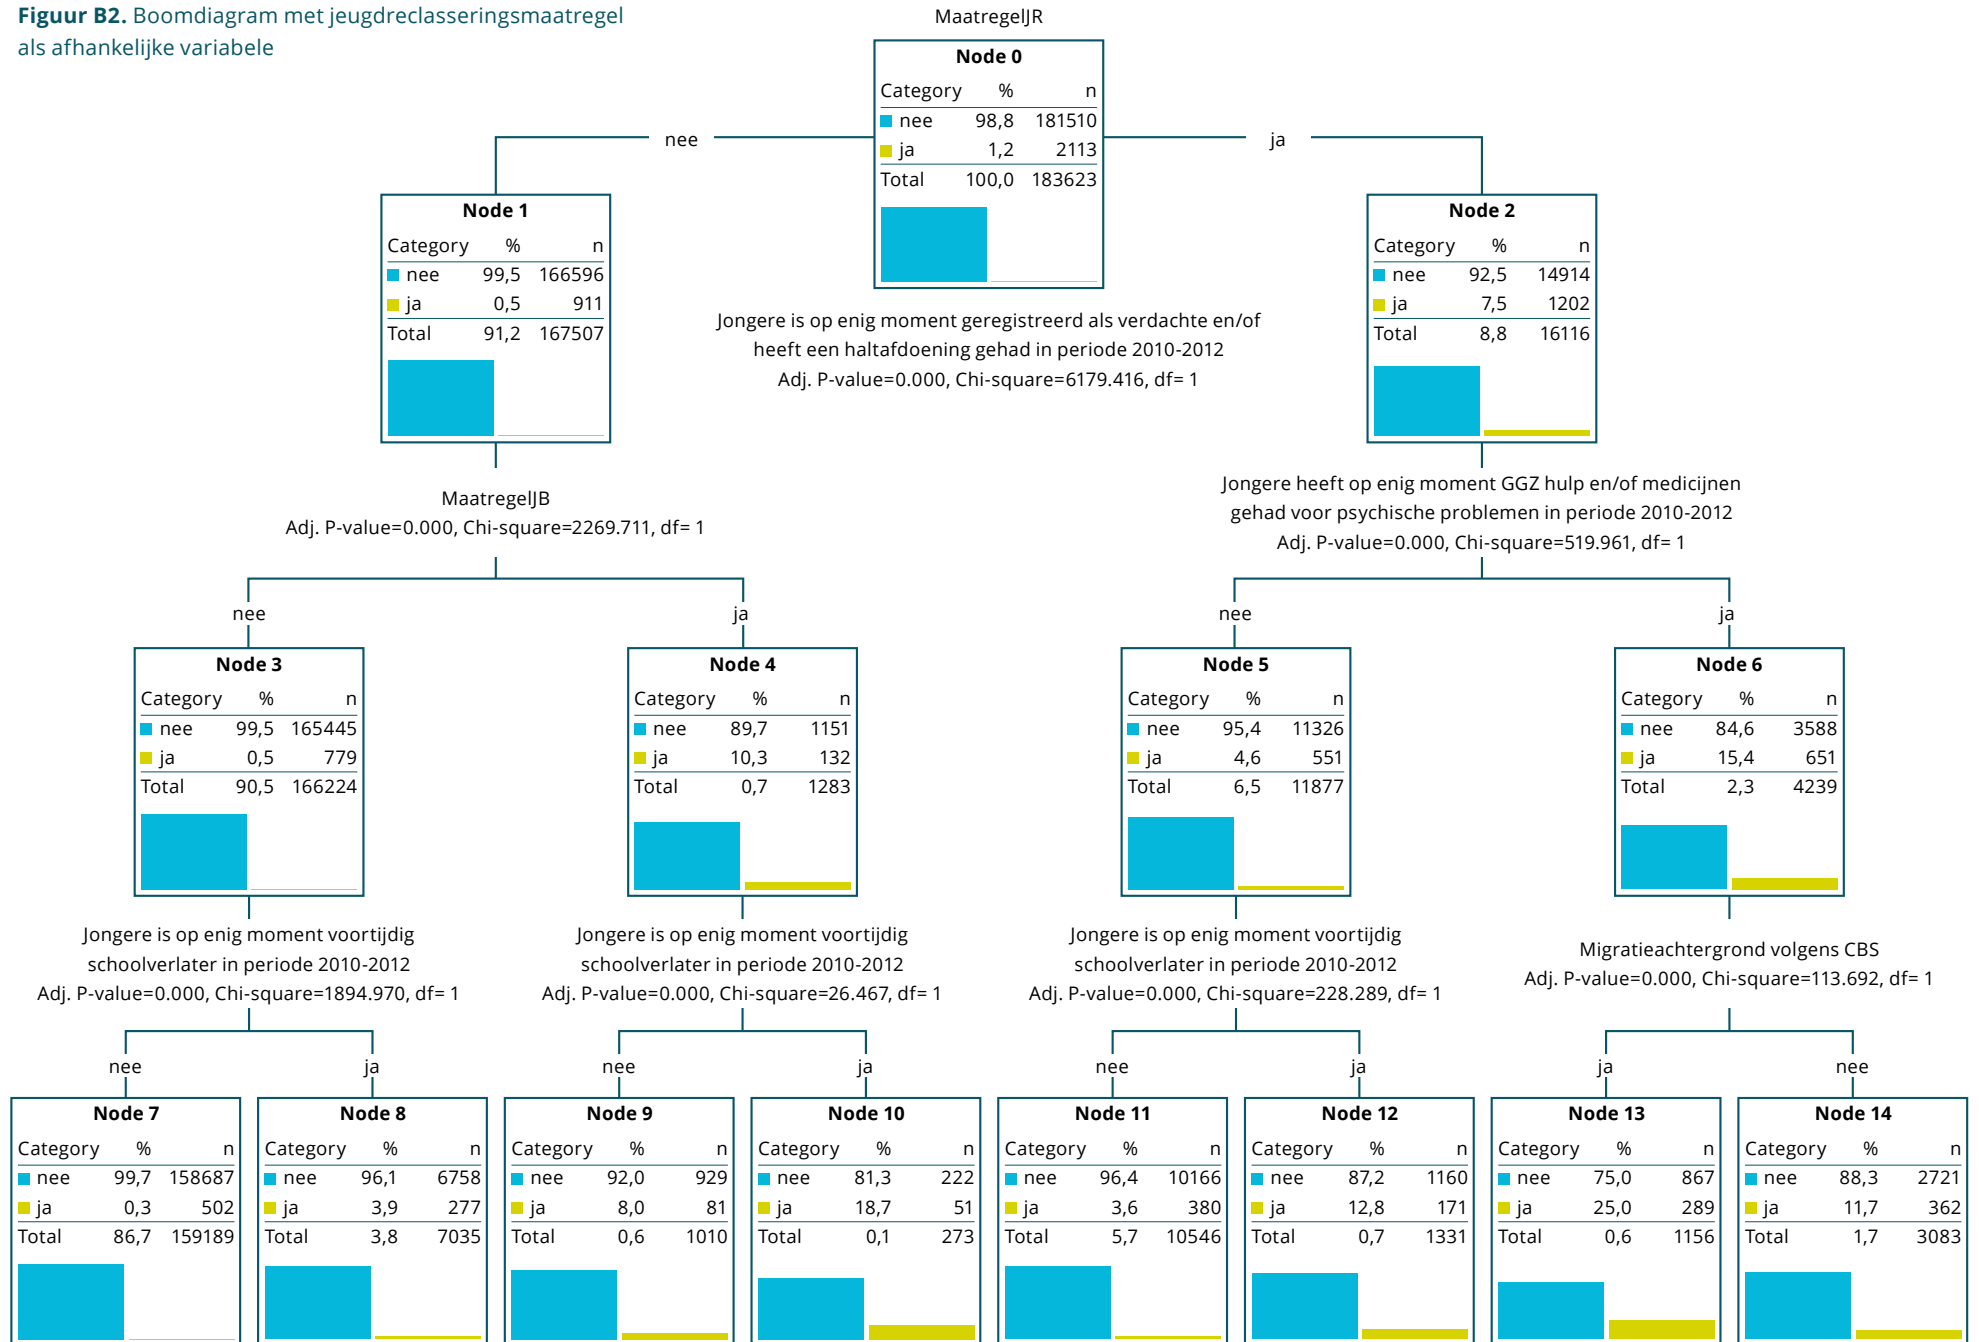 Figuur B2. Boomdiagram met jeugdreclasseringsmaatregel
als afhankelijke variabele
MaatregelJR
Node 0
Category % n
nee 98,8 181510
ja 1,2 2113
Total 100,0 183623
nee
ja
Jongere is op enig moment geregistreerd als verdachte en/of
heeft een haltafdoening gehad in periode 2010-2012
Adj. P-value=0.000, Chi-square=6179.416, df= 1
Node 1
Category % n
nee 99,5 166596
ja 0,5 911
Total 91,2 167507
Node 2
Category % n
nee 92,5 14914
ja 7,5 1202
Total 8,8 16116
MaatregelJB
Adj. P-value=0.000, Chi-square=2269.711, df= 1
Jongere heeft op enig moment GGZ hulp en/of medicijnen
gehad voor psychische problemen in periode 2010-2012
Adj. P-value=0.000, Chi-square=519.961, df= 1
nee
ja
nee
ja
Node 3
Category % n
nee 99,5 165445
ja 0,5 779
Total 90,5 166224
Node 4
Category % n
nee 89,7 1151
ja 10,3 132
Total 0,7 1283
Node 5
Category % n
nee 95,4 11326
ja 4,6 551
Total 6,5 11877
Node 6
Category % n
nee 84,6 3588
ja 15,4 651
Total 2,3 4239
Jongere is op enig moment voortijdig
schoolverlater in periode 2010-2012
Adj. P-value=0.000, Chi-square=1894.970, df= 1
Jongere is op enig moment voortijdig
schoolverlater in periode 2010-2012
Adj. P-value=0.000, Chi-square=26.467, df= 1
Jongere is op enig moment voortijdig
schoolverlater in periode 2010-2012
Adj. P-value=0.000, Chi-square=228.289, df= 1
Migratieachtergrond volgens CBS
Adj. P-value=0.000, Chi-square=113.692, df= 1
nee
ja
nee
ja
nee
ja
ja
nee
Node 7
Category % n
nee 99,7 158687
ja 0,3 502
Total 86,7 159189
Node 8
Category % n
nee 96,1 6758
ja 3,9 277
Total 3,8 7035
Node 9
Category % n
nee 92,0 929
ja 8,0 81
Total 0,6 1010
Node 10
Category % n
nee 81,3 222
ja 18,7 51
Total 0,1 273
Node 11
Category % n
nee 96,4 10166
ja 3,6 380
Total 5,7 10546
Node 12
Category % n
nee 87,2 1160
ja 12,8 171
Total 0,7 1331
Node 13
Category % n
nee 75,0 867
ja 25,0 289
Total 0,6 1156
Node 14
Category % n
nee 88,3 2721
ja 11,7 362
Total 1,7 3083